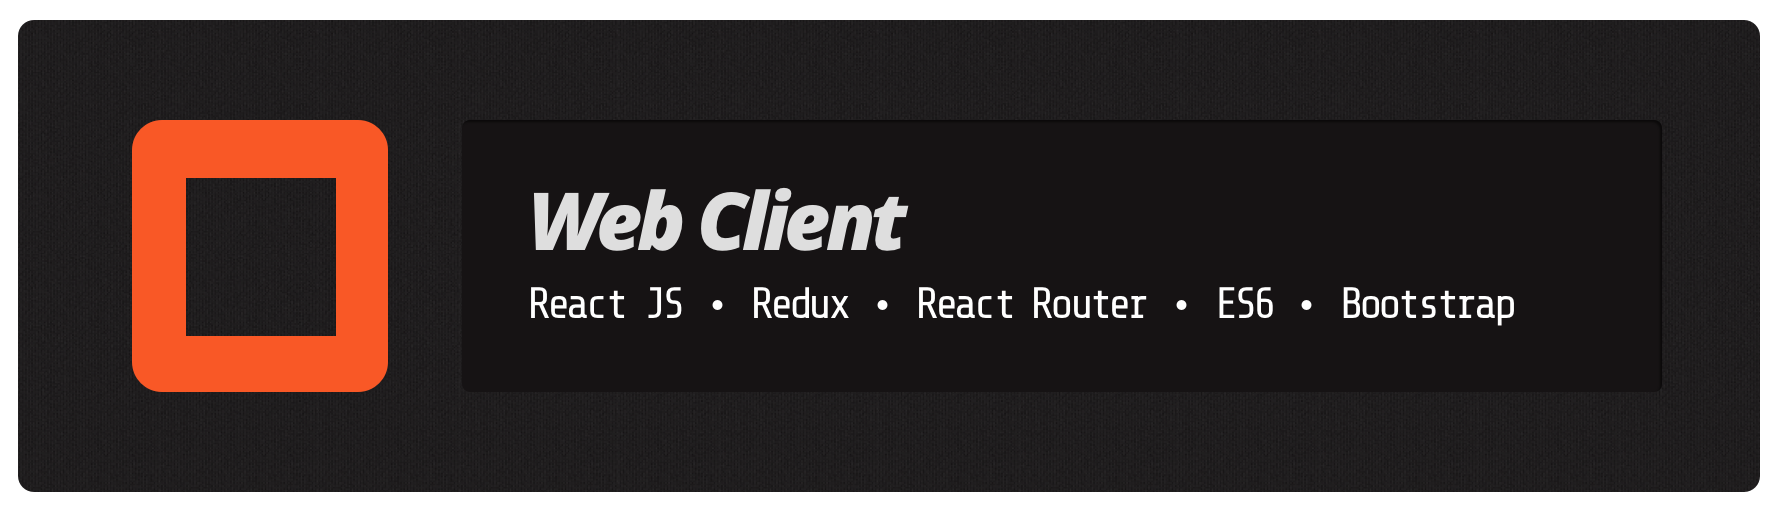 Web Client
React JS • Redux • React Router • ES6 • Bootstrap